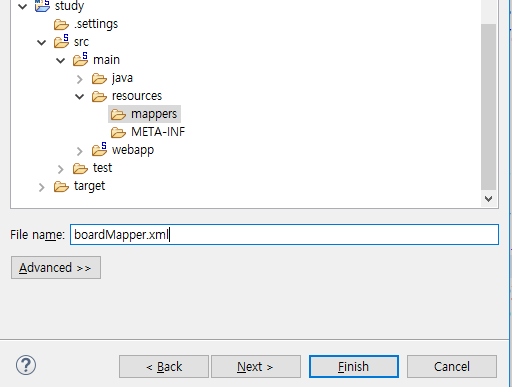 study
.settings
src
main
java
resources
mappers
META-INF
webapp
test
target
File name: boardMapper.xml
Advanced >>
? < Back Next > Finish Cancel